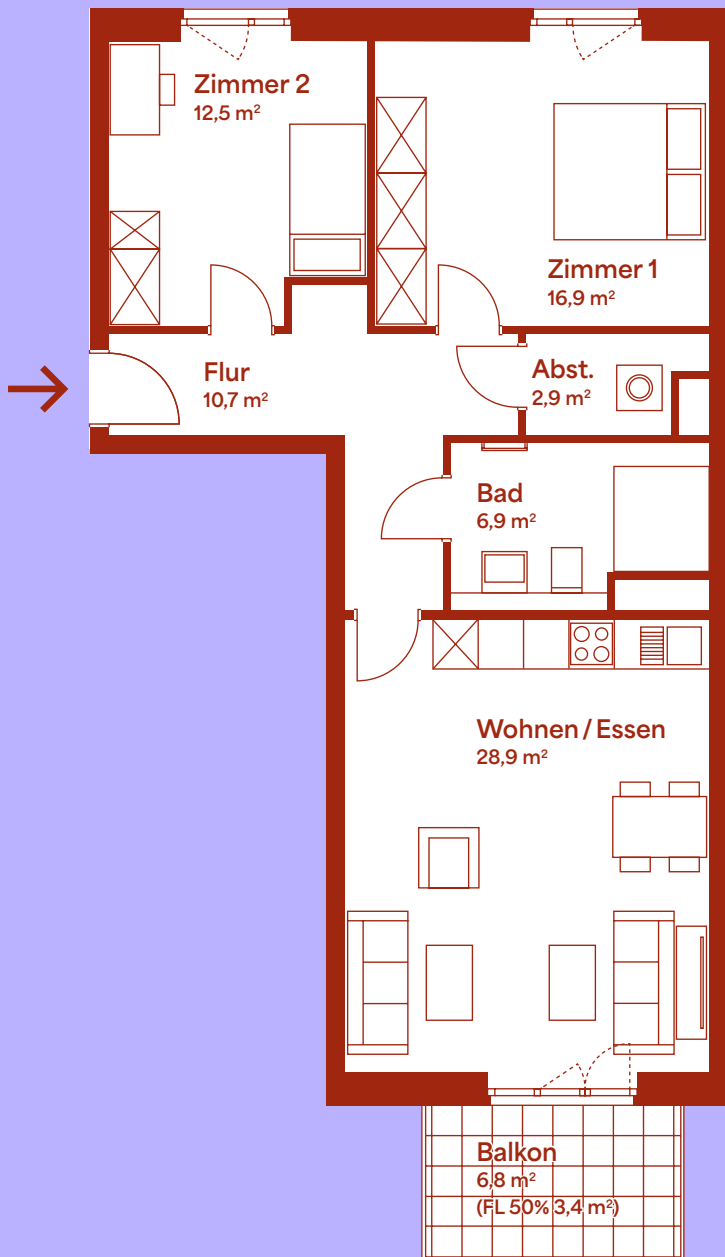 Zimmer 2
12,5 m²
Zimmer 1
16,9 m²
Flur
10,7 m²
Abst.
2,9 m²
Bad
6,9 m²
Wohnen / Essen
28,9 m²
Balkon
6,8 m²
(FL 50% 3,4 m²)